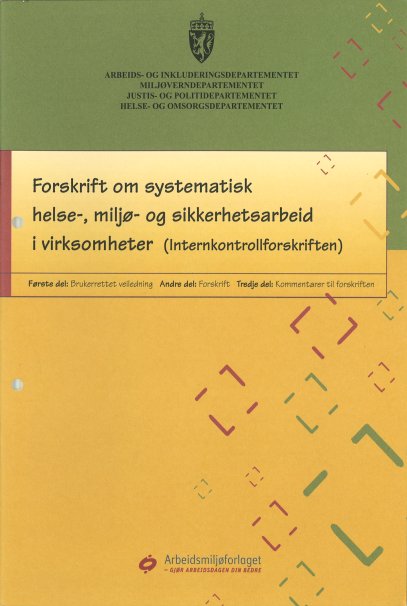 ARBEIDS- OG INKLUDERINGSDEPARTEMENTET
MILJØVERNDEPARTEMENTET
JUSTIS- OG POLITIDEPARTEMENTET
HELSE- OG OMSORGSDEPARTEMENTET
Forskrift om systematisk
helse-, miljø- og sikkerhetsarbeid
i virksomheter (Internkontrollforskriften)
Første del: Brukerrettet veiledning Andre del: Forskrift Tredje del: Kommentarer til forskriften
Arbeidsmiljøforlaget
– GJØR ARBEIDSDAGEN DIN BEDRE